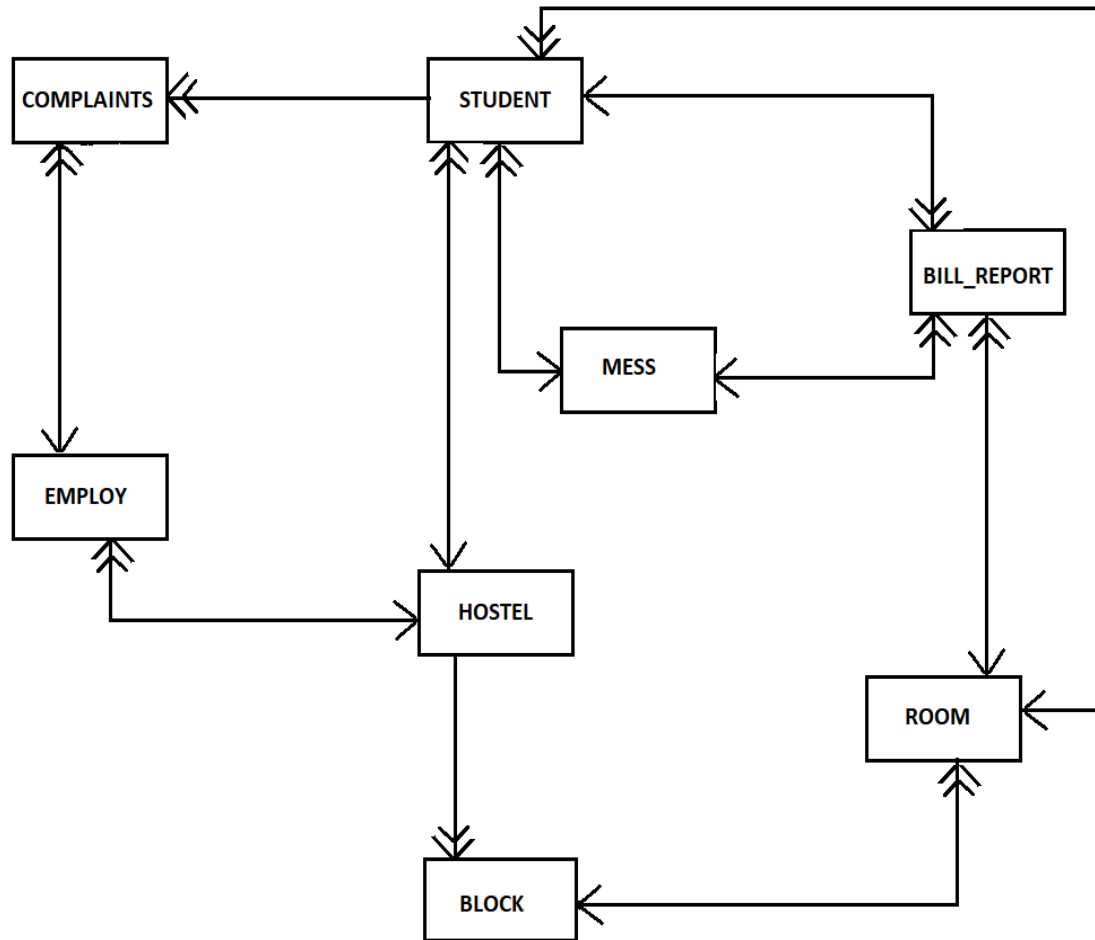 COMPLAINTS
STUDENT
BILL_REPORT
MESS
EMPLOY
HOSTEL
ROOM
BLOCK